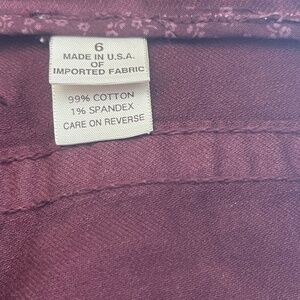 6
MADE IN U.S.A.
OF
IMPORTED FABRIC
99% COTTON
1% SPANDEX
CARE ON REVERSE